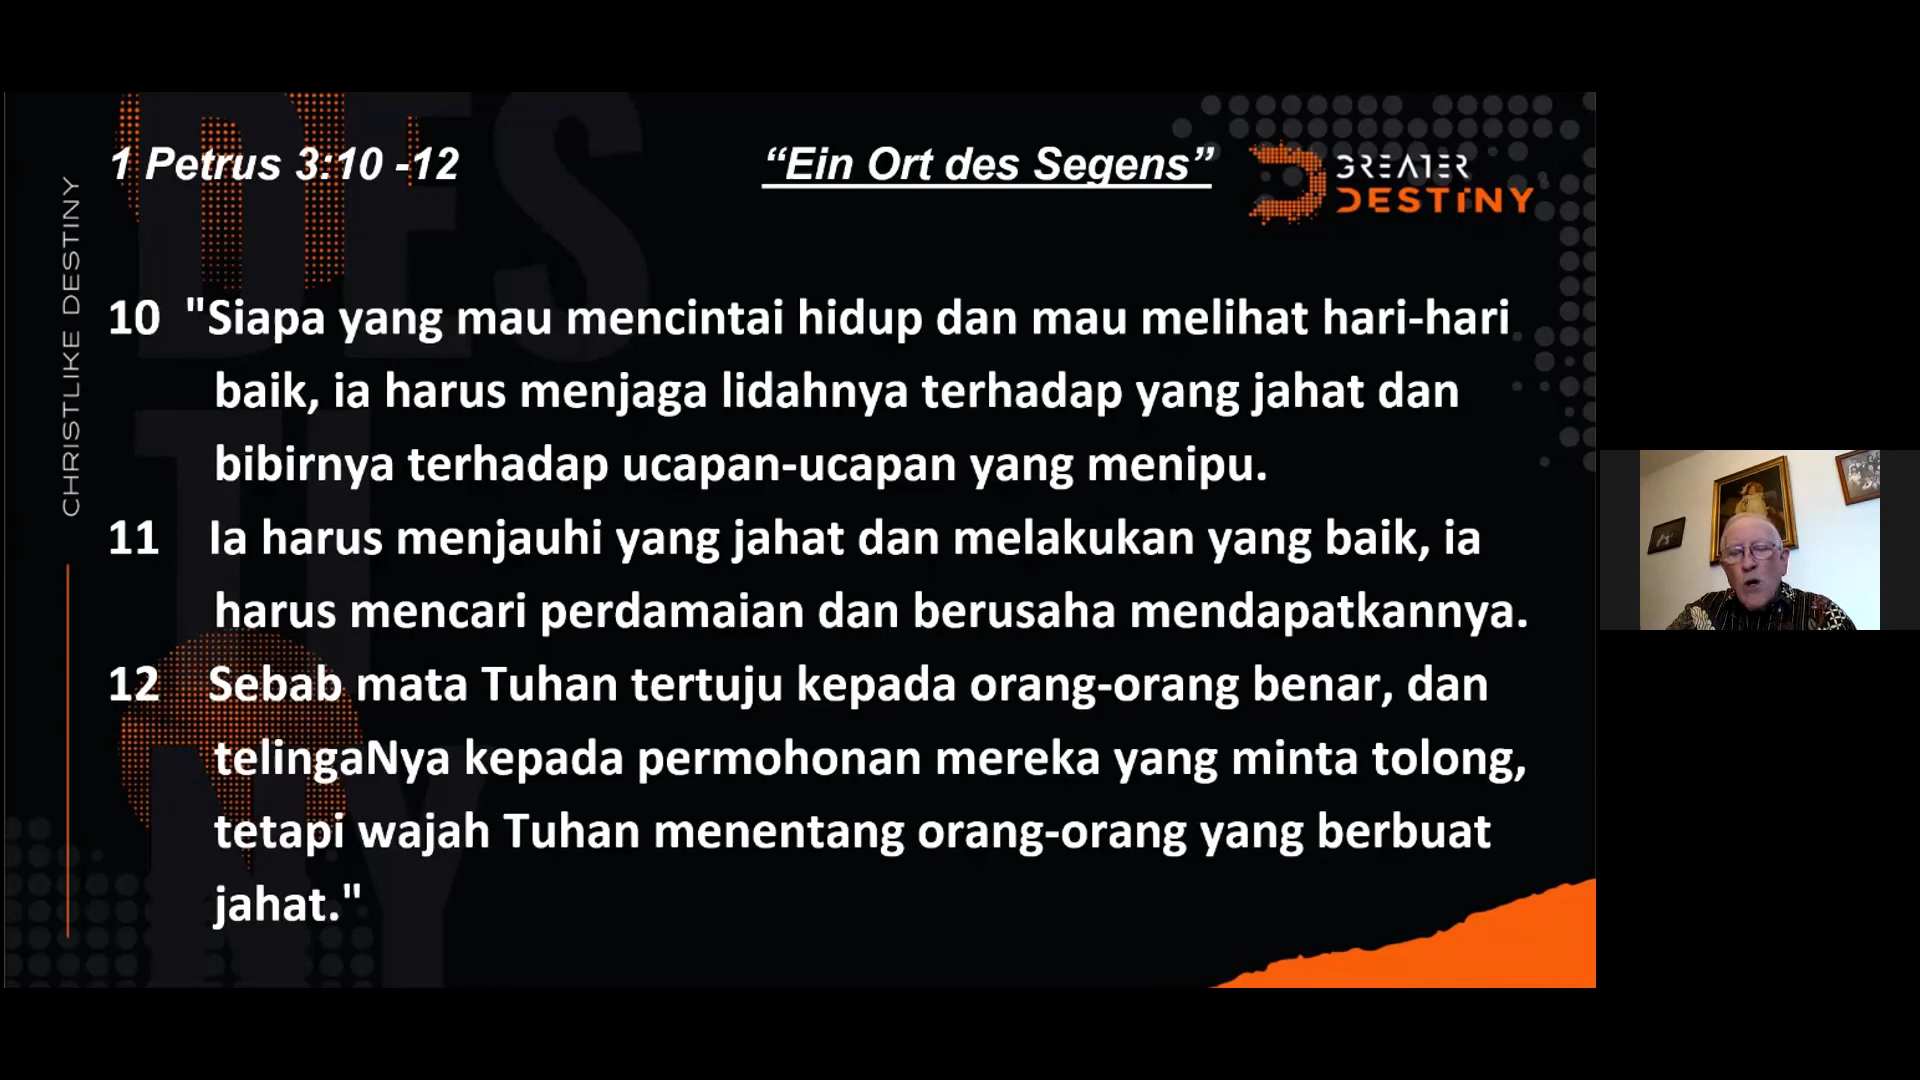 1 Petrus 3:10 -12
“Ein Ort des Segens”
GREATER
DESTINY
CHRISTLIKE DESTINY
DES
TI
NY
10 "Siapa yang mau mencintai hidup dan mau melihat hari-hari
baik, ia harus menjaga lidahnya terhadap yang jahat dan
bibirnya terhadap ucapan-ucapan yang menipu.
11 Ia harus menjauhi yang jahat dan melakukan yang baik, ia
harus mencari perdamaian dan berusaha mendapatkannya.
12 Sebab mata Tuhan tertuju kepada orang-orang benar, dan
telingaNya kepada permohonan mereka yang minta tolong,
tetapi wajah Tuhan menentang orang-orang yang berbuat
jahat."